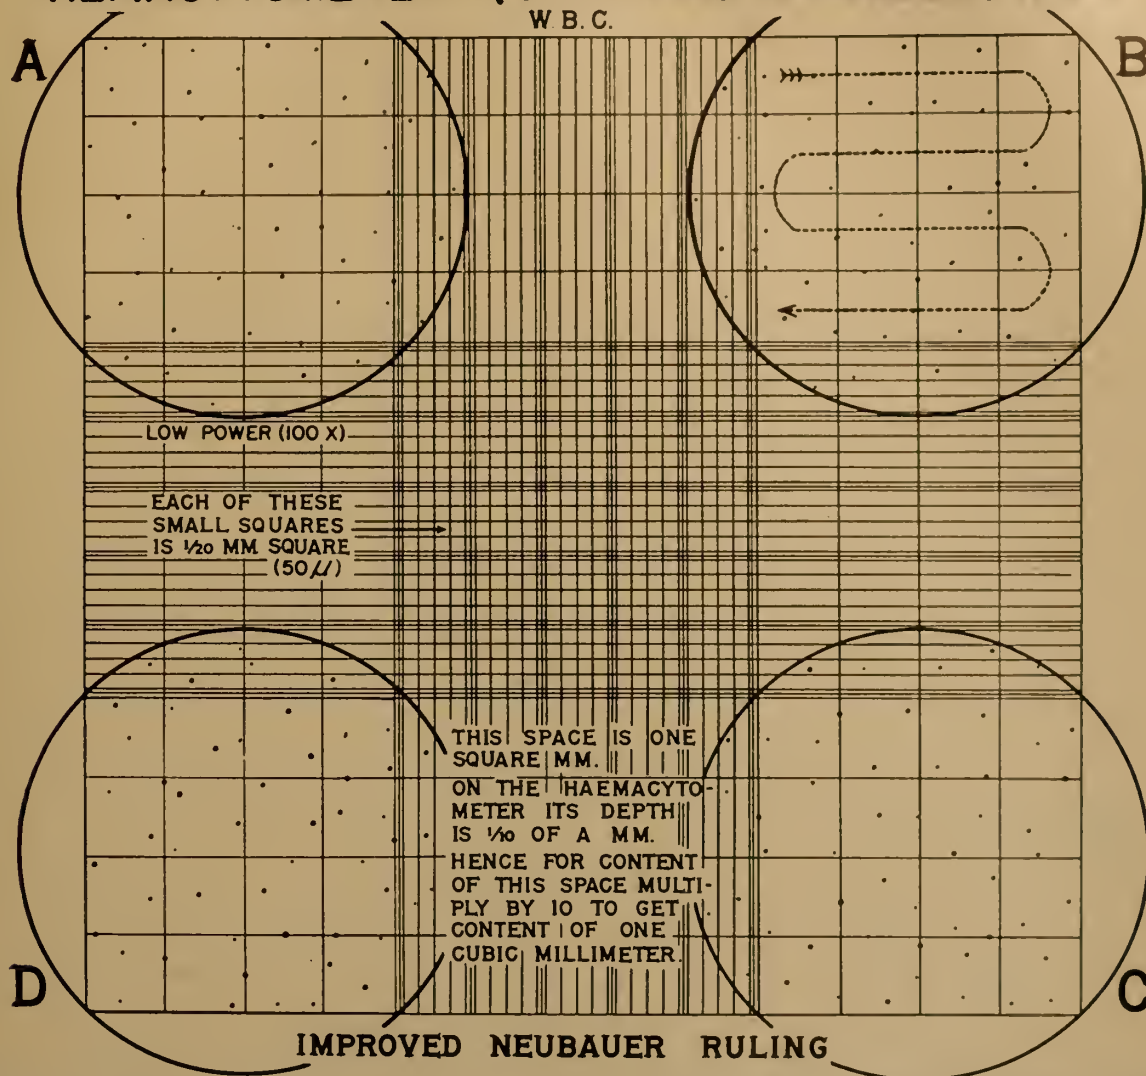 W. B. C.
A
B
LOW POWER (100 X)
EACH OF THESE
SMALL SQUARES
IS 1/20 MM SQUARE
(50µ)
THIS SPACE IS ONE
SQUARE MM.
ON THE HAEMACYTO-
METER ITS DEPTH
IS 1/10 OF A MM.
HENCE FOR CONTENT
OF THIS SPACE MULTI-
PLY BY 10 TO GET
CONTENT OF ONE
CUBIC MILLIMETER.
D
C
IMPROVED NEUBAUER RULING